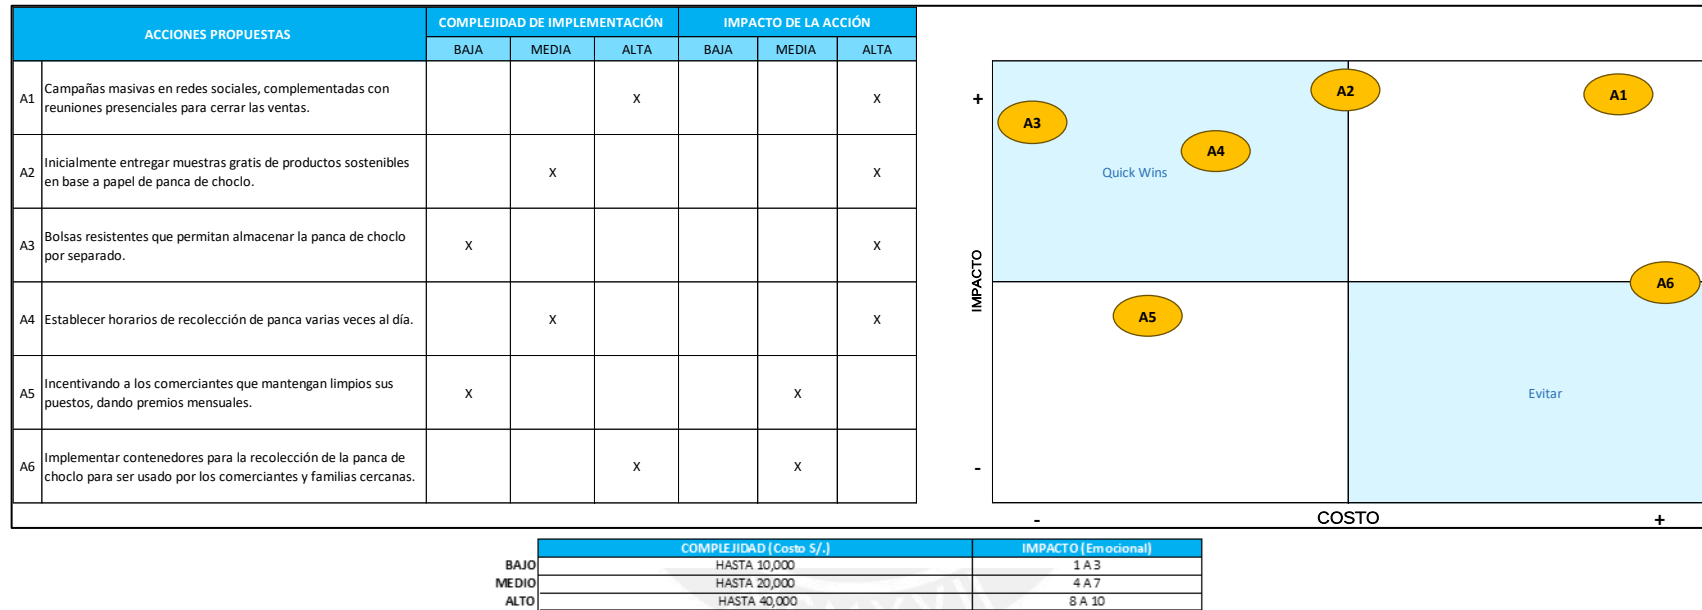 ACCIONES PROPUESTAS
COMPLEJIDAD DE IMPLEMENTACIÓN
IMPACTO DE LA ACCIÓN
BAJA MEDIA ALTA BAJA MEDIA ALTA
A1 Campañas masivas en redes sociales, complementadas con
reuniones presenciales para cerrar las ventas.
X X
A2 Inicialmente entregar muestras gratis de productos sostenibles
en base a papel de panca de choclo.
X X
A3 Bolsas resistentes que permitan almacenar la panca de choclo
por separado.
X X
A4 Establecer horarios de recolección de panca varias veces al día.
X X
A5 Incentivando a los comerciantes que mantengan limpios sus
puestos, dando premios mensuales.
X X
A6 Implementar contenedores para la recolección de la panca de
choclo para ser usado por los comerciantes y familias cercanas.
X X
+
A2
A1
A3
A4
Quick Wins
IMPACTO
A6
A5
Evitar
-
- COSTO +
COMPLEJIDAD (Costo S/.) IMPACTO (Emocional)
BAJO HASTA 10,000 1 A 3
MEDIO HASTA 20,000 4 A 7
ALTO HASTA 40,000 8 A 10